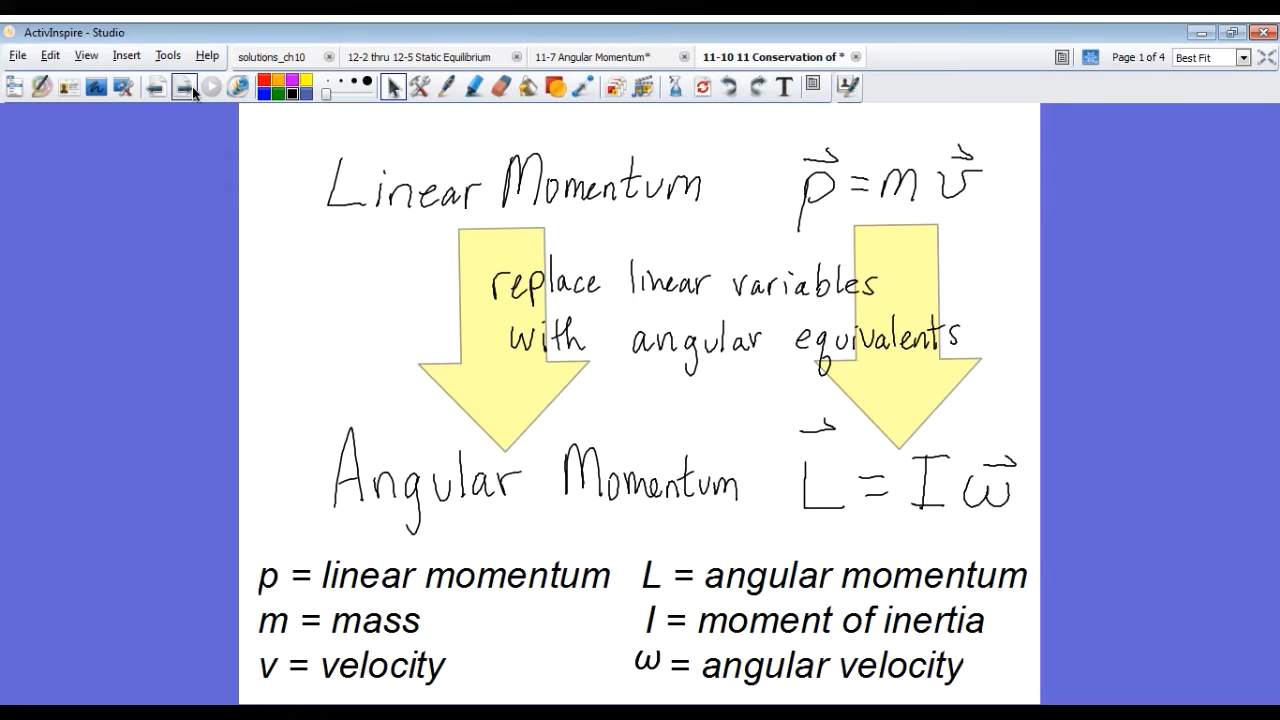 ActivInspire - Studio
File Edit View Insert Tools Help solutions_ch10 12-2 thru 12-5 Static Equilibrium 11-7 Angular Momentum* 11-10 11 Conservation of * Page 1 of 4 Best Fit
T
Linear Momentum p⃗ = m v⃗
replace linear variables
with angular equivalents
Angular Momentum L⃗ = I ω⃗
p = linear momentum L = angular momentum
m = mass I = moment of inertia
v = velocity ω = angular velocity